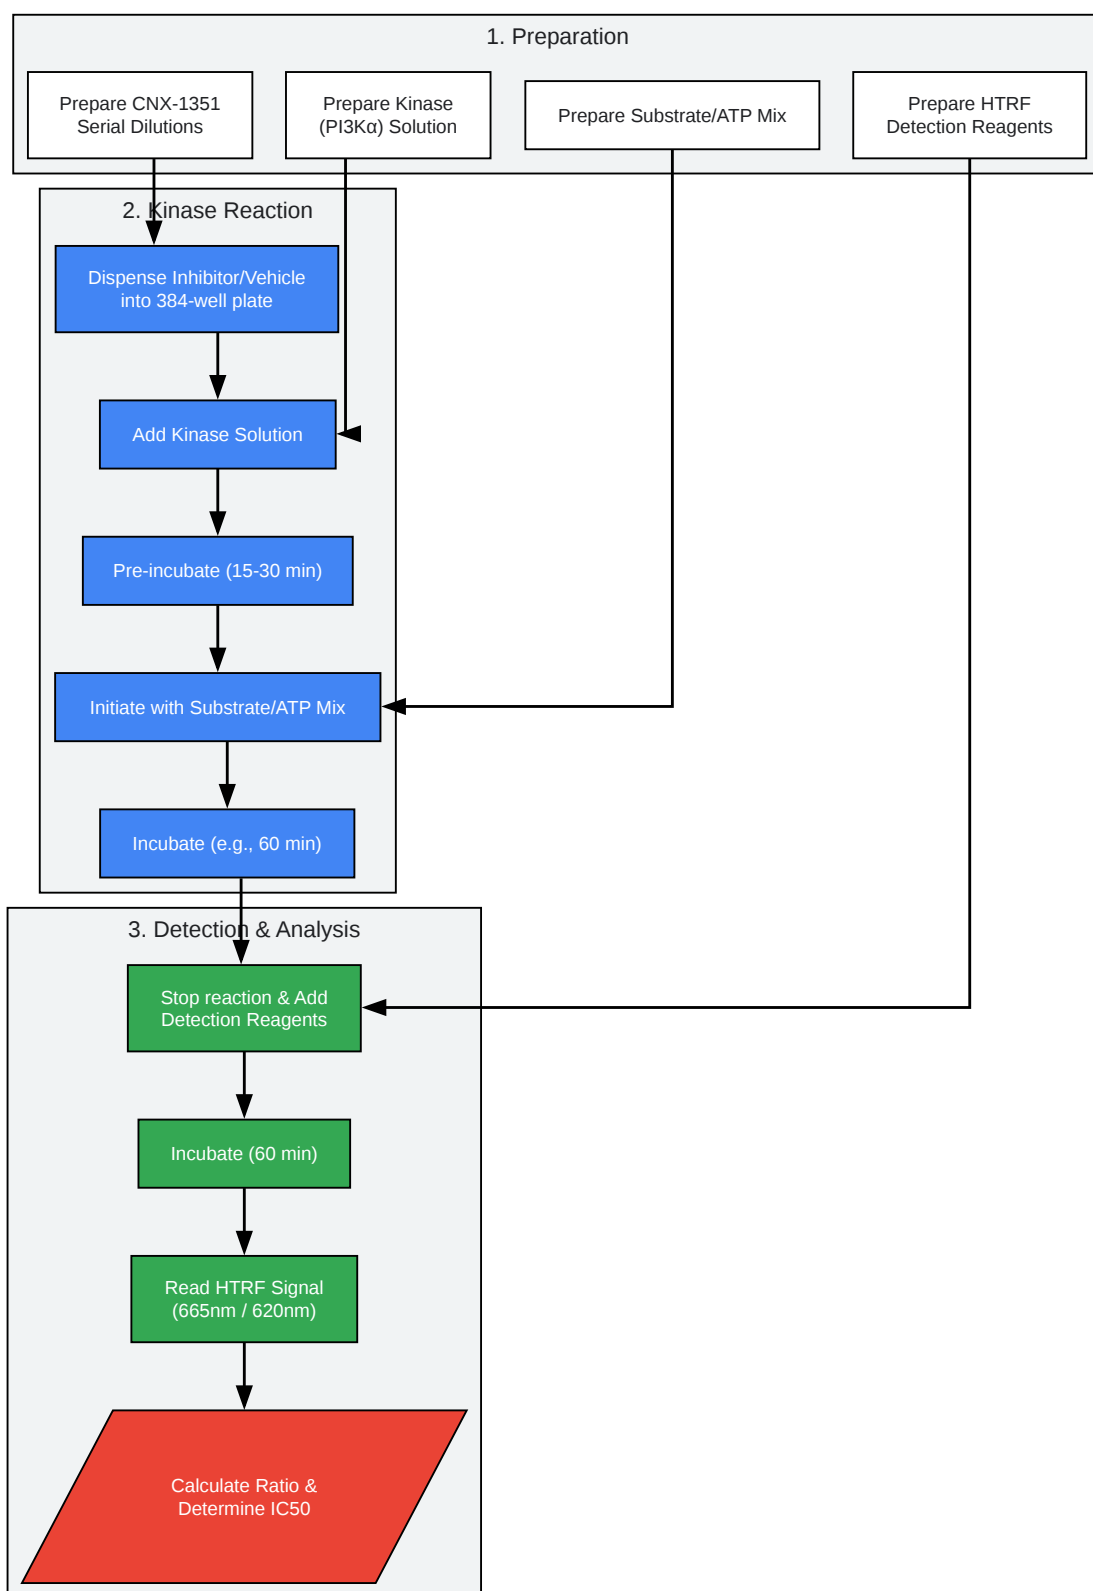 1. Preparation
Prepare CNX-1351
Serial Dilutions
Prepare Kinase
(PI3Kα) Solution
Prepare Substrate/ATP Mix
Prepare HTRF
Detection Reagents
2. Kinase Reaction
Dispense Inhibitor/Vehicle
into 384-well plate
Add Kinase Solution
Pre-incubate (15-30 min)
Initiate with Substrate/ATP Mix
Incubate (e.g., 60 min)
3. Detection & Analysis
Stop reaction & Add
Detection Reagents
Incubate (60 min)
Read HTRF Signal
(665nm / 620nm)
Calculate Ratio &
Determine IC50